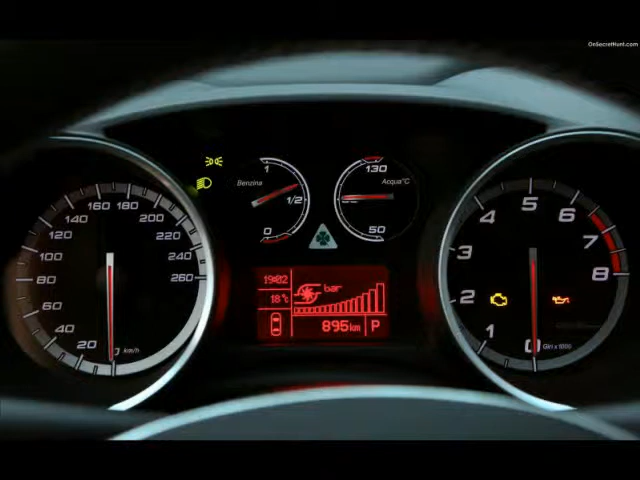 OnSecretHunt.com
160 180
140 200
120 220
100 240
80 260
60
40
20
0 km/h
1
Benzina
1/2
0
130
Acqua°C
50
19:02
18°C
bar
895km P
5
4 6
3 7
2 8
1
0 Giri x 1000